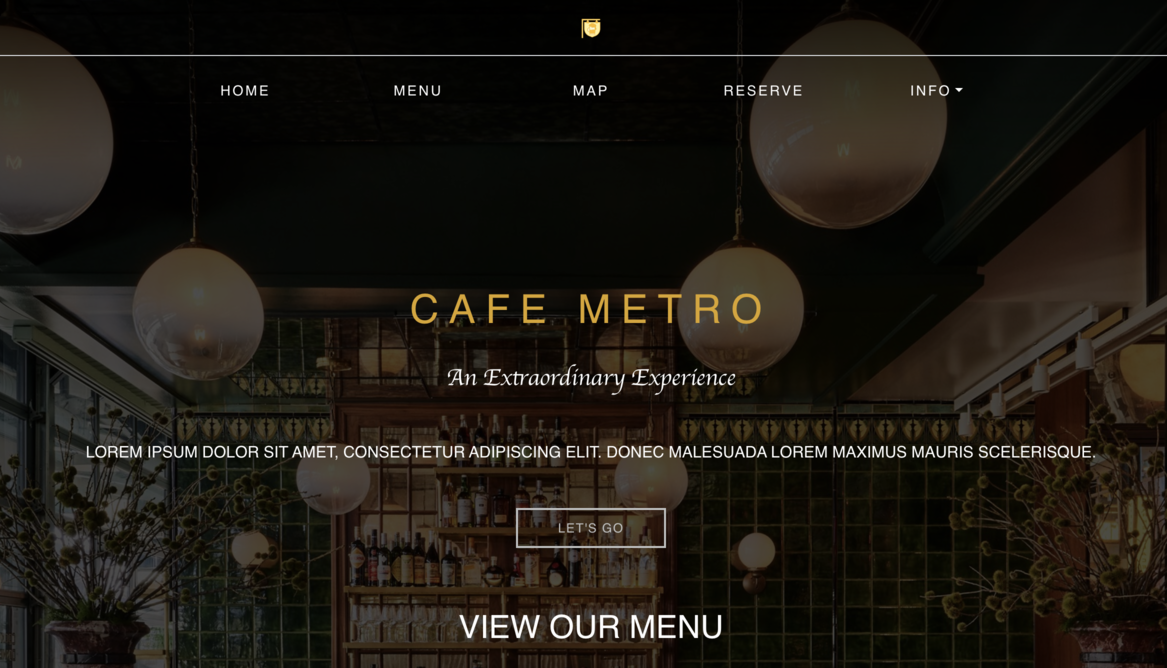 HOME MENU MAP RESERVE INFO
CAFE METRO
An Extraordinary Experience
LOREM IPSUM DOLOR SIT AMET, CONSECTETUR ADIPISCING ELIT. DONEC MALESUADA LOREM MAXIMUS MAURIS SCELERISQUE.
LET'S GO
VIEW OUR MENU